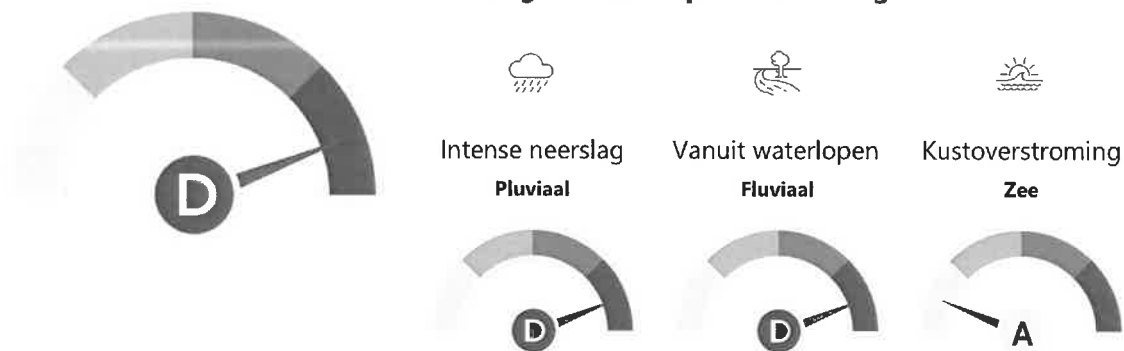 D
Intense neerslag
Pluviaal
D
Vanuit waterlopen
Fluviaal
D
Kustoverstroming
Zee
A